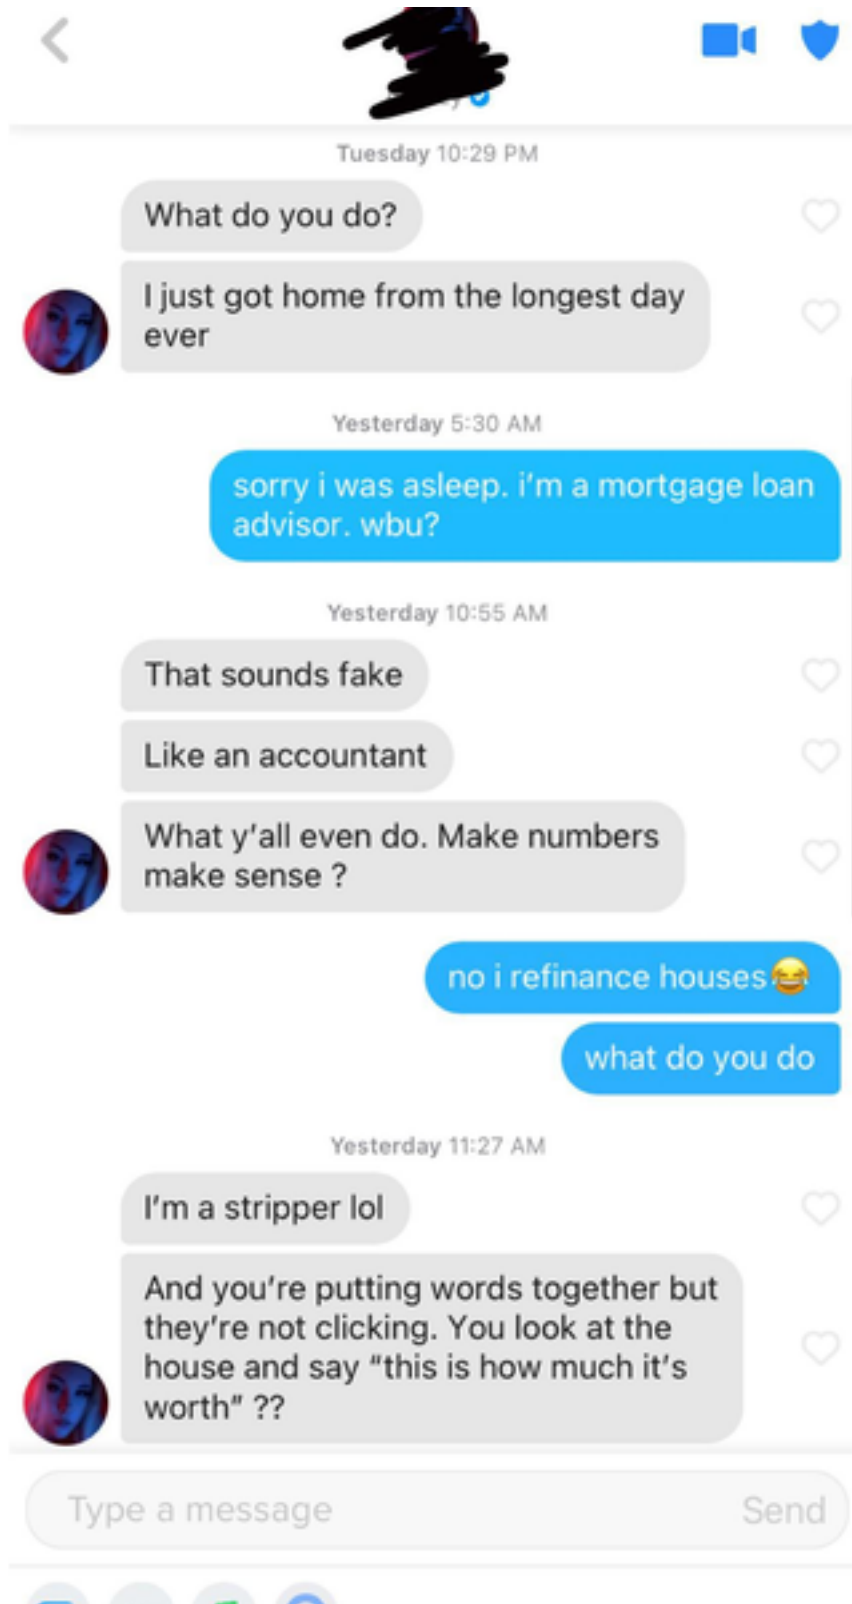 Tuesday 10:29 PM
What do you do?
I just got home from the longest day
ever
Yesterday 5:30 AM
sorry i was asleep. i'm a mortgage loan
advisor. wbu?
Yesterday 10:55 AM
That sounds fake
Like an accountant
What y'all even do. Make numbers
make sense ?
no i refinance houses😂
what do you do
Yesterday 11:27 AM
I'm a stripper lol
And you're putting words together but
they're not clicking. You look at the
house and say "this is how much it's
worth" ??
Type a message Send